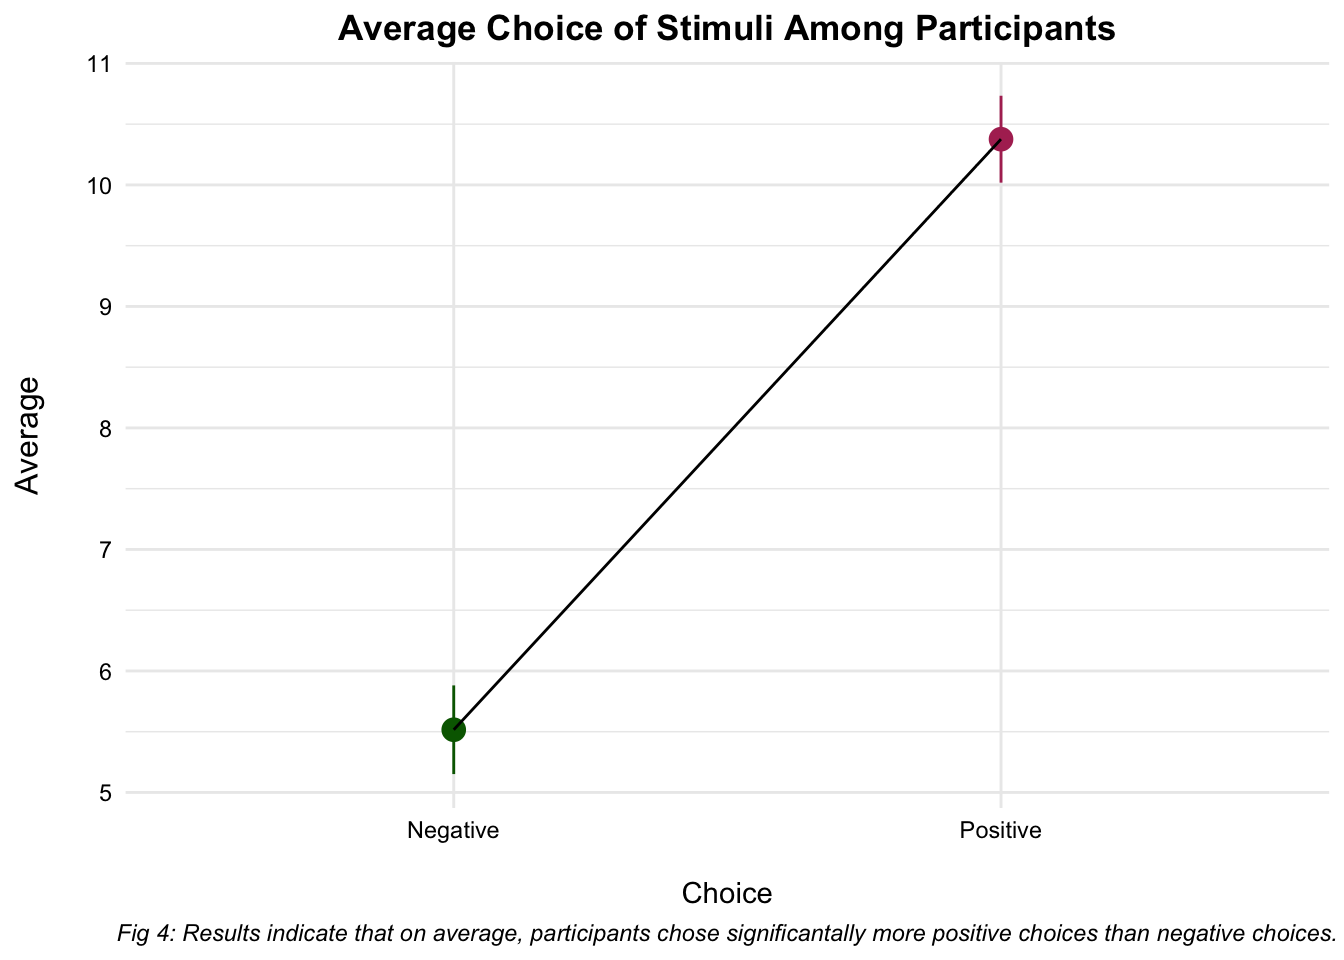 Average Choice of Stimuli Among Participants
11
10
9
8
7
6
5
Average
Negative Positive
Choice
Fig 4: Results indicate that on average, participants chose significantally more positive choices than negative choices.